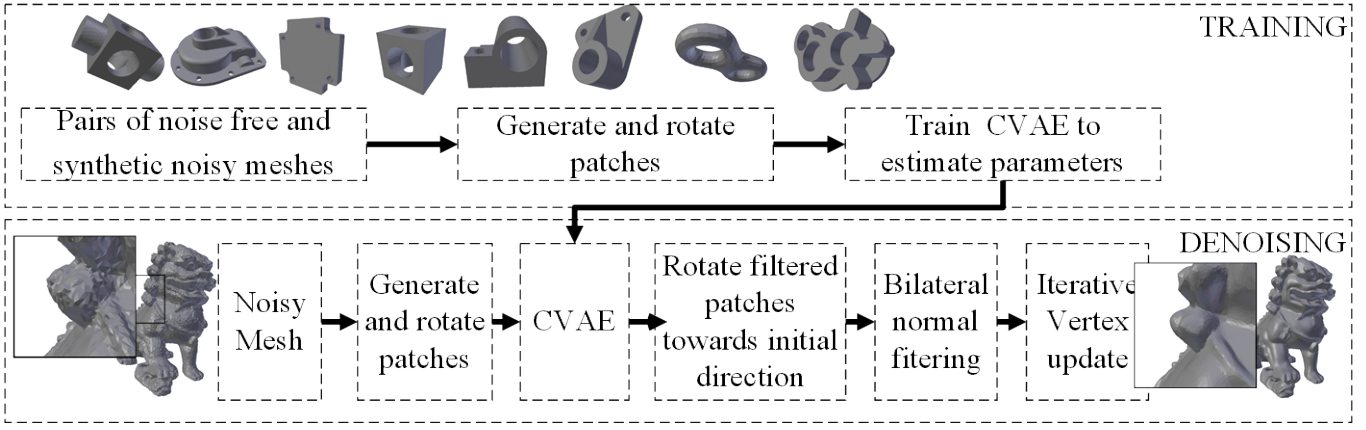 TRAINING
Pairs of noise free and
synthetic noisy meshes
Generate and rotate
patches
Train CVAE to
estimate parameters
DENOISING
Noisy
Mesh
Generate
and rotate
patches
CVAE
Rotate filtered
patches
towards initial
direction
Bilateral
normal
fitering
Iterative
Vertex
update